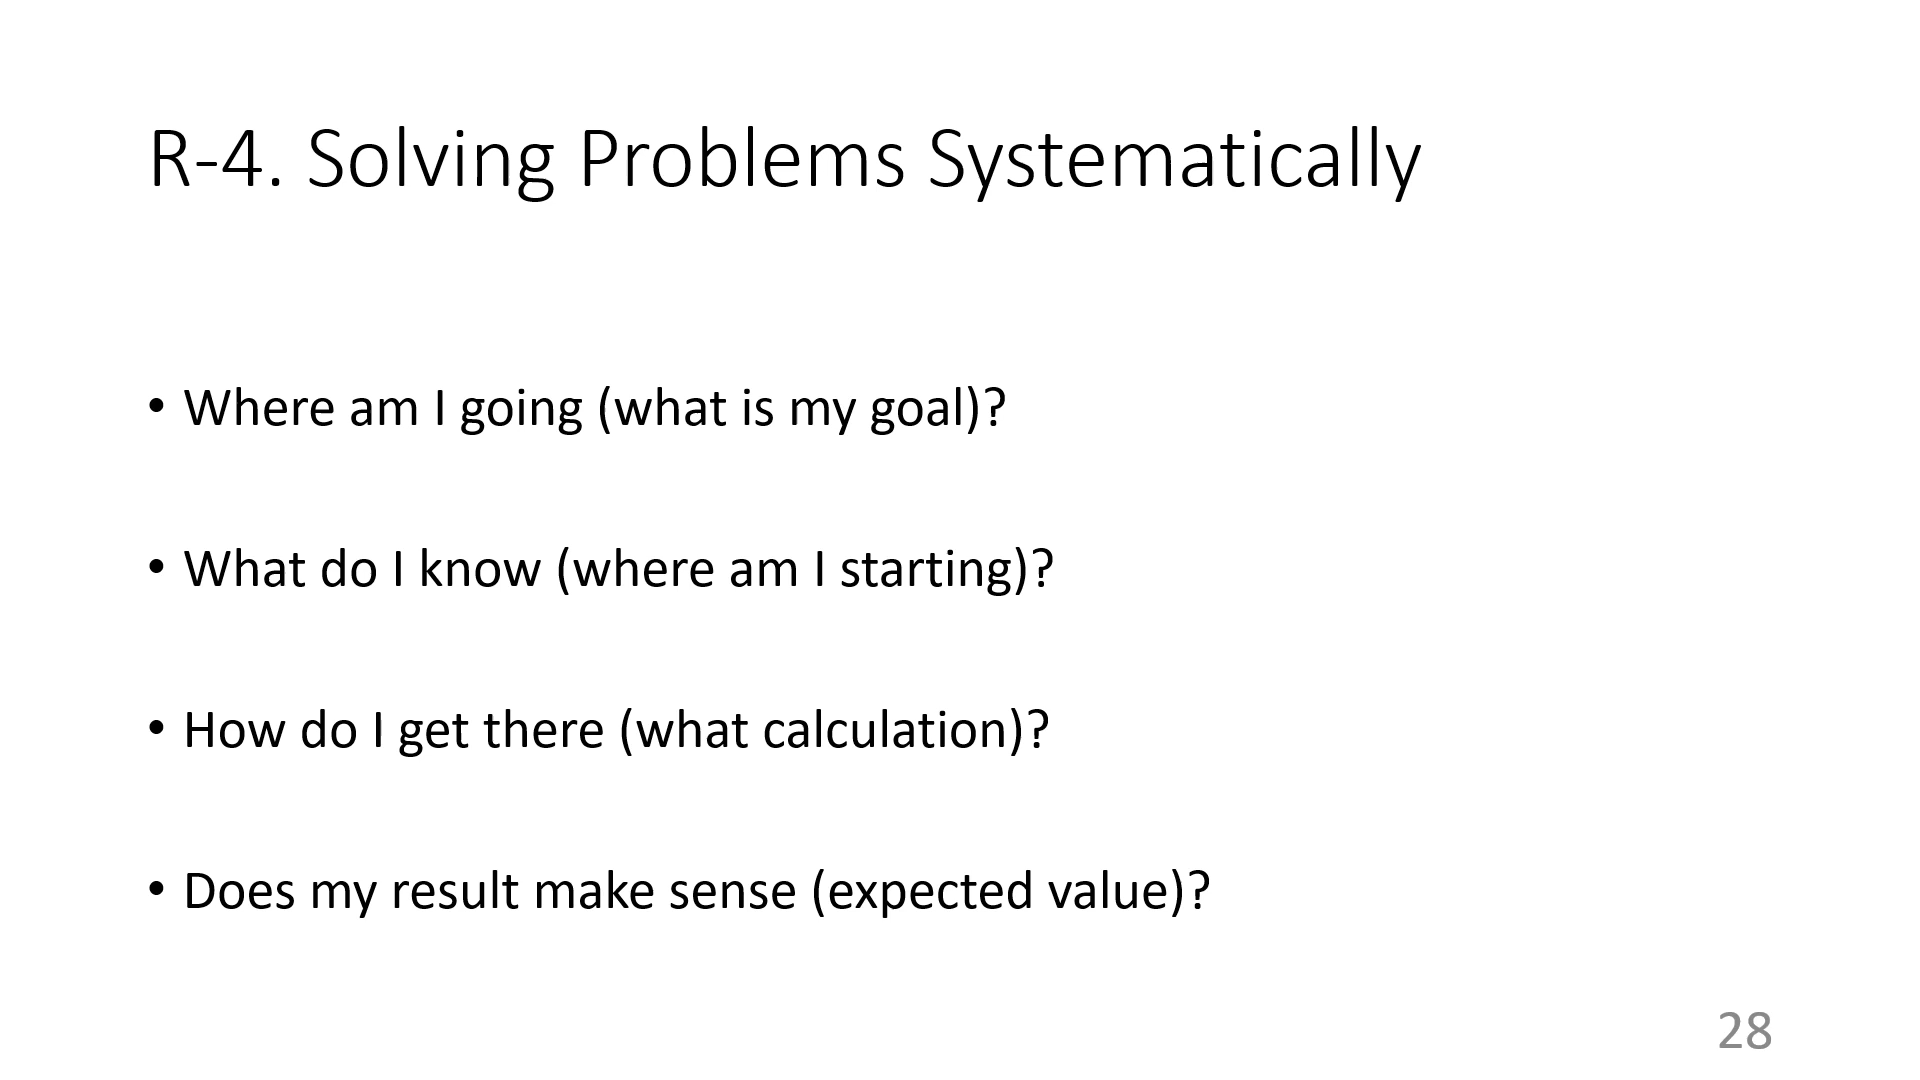 R-4. Solving Problems Systematically
• Where am I going (what is my goal)?
• What do I know (where am I starting)?
• How do I get there (what calculation)?
• Does my result make sense (expected value)?
28